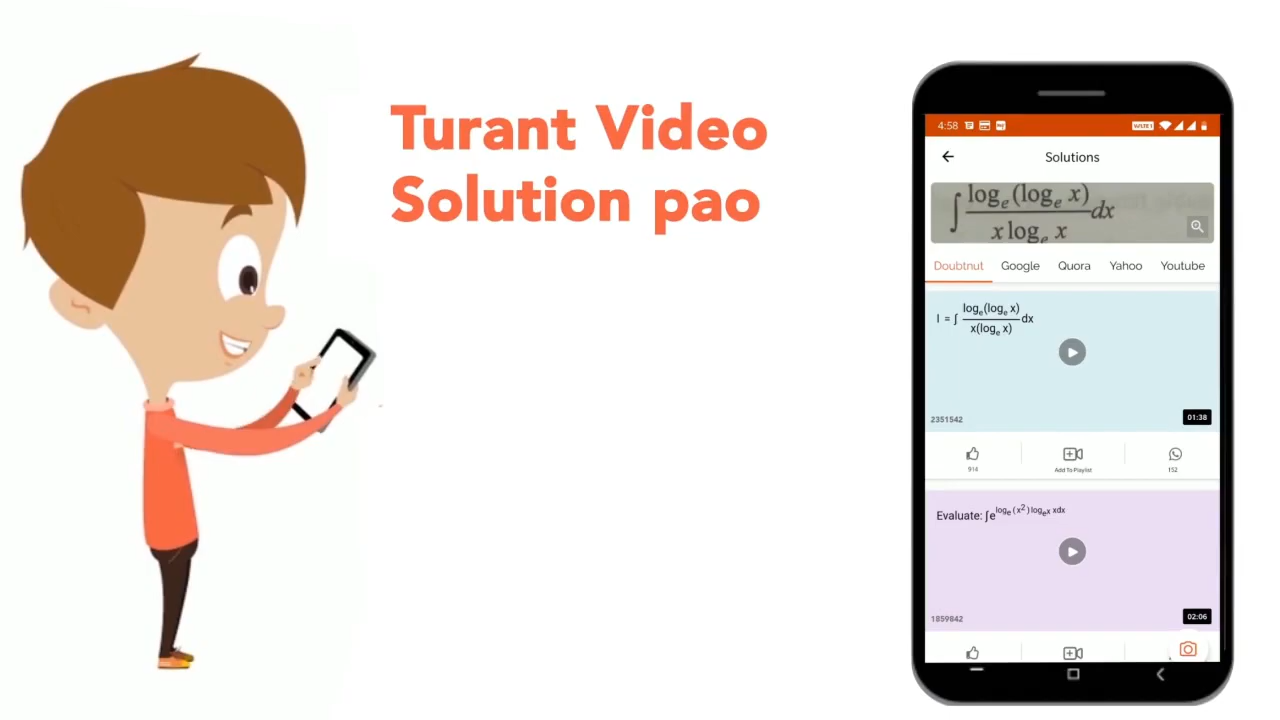 Turant Video
Solution pao
4:58
VoLTE1
Solutions
∫ logₑ(logₑ x) / x logₑ x dx
Doubtnut Google Quora Yahoo Youtube
I = ∫ logₑ(logₑ x) / x(logₑ x) dx
2351542 01:38
914 Add To Playlist 152
Evaluate: ∫e^logₑ(x²)logₑx xdx
1859842 02:06